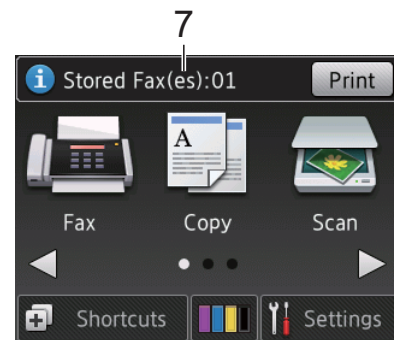 7
Stored Fax(es):01 Print
A
Fax Copy Scan
Shortcuts Settings